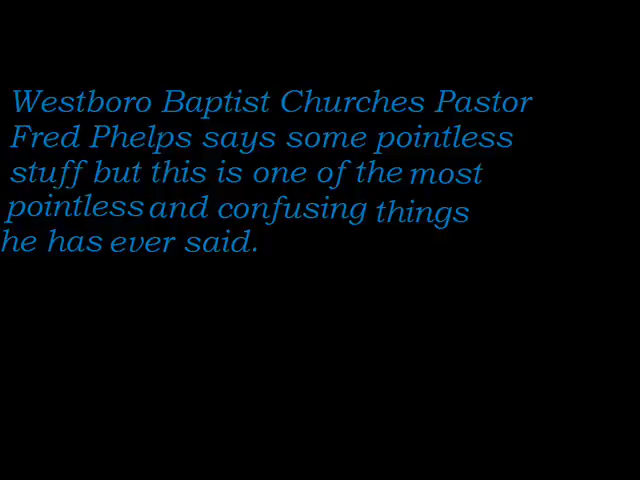 Westboro Baptist Churches Pastor
Fred Phelps says some pointless
stuff but this is one of the most
pointless and confusing things
he has ever said.